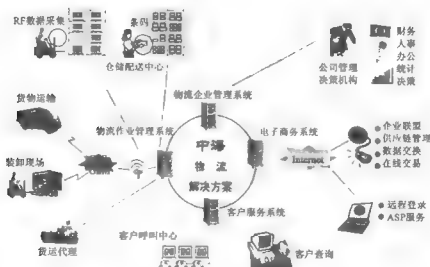 RF数据采集
条码
仓储配送中心
公司管理
决策机构
财务
人事
办公
统计
决策
货物运输
物流企业管理系统
物流作业管理系统
电子商务系统
中海
物 流
解决方案
Internet
企业联盟
供应链管理
数据交换
在线交易
装卸现场
客户服务系统
远程登录
ASP服务
货运代理
客户呼叫中心
客户查询